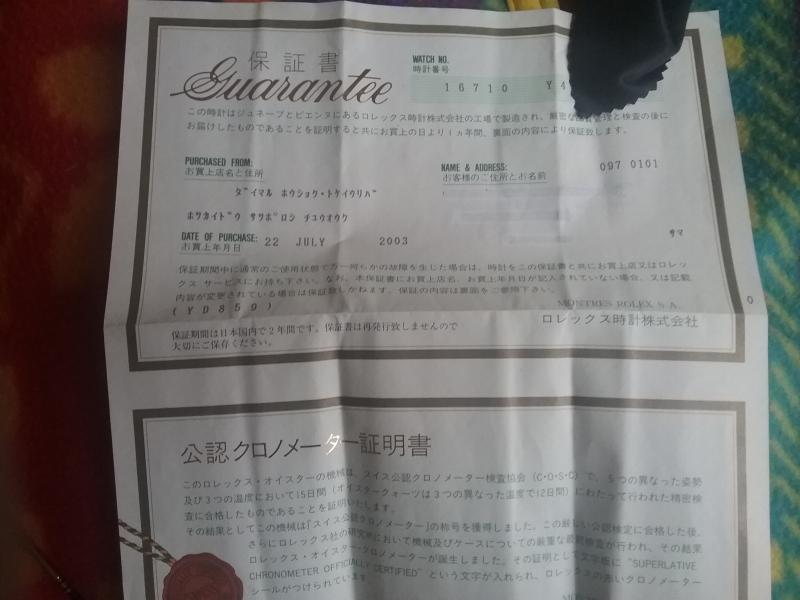 保証書
Guarantee
WATCH NO.
時計番号
16710 Y4
この時計はジュネーブとビエンヌにあるロレックス時計株式会社の工場で製造され、厳密な品質管理と検査の後に
お届けしたものであることを証明すると共にお買上の日より1ヵ年間、裏面の内容により保証致します。
PURCHASED FROM:
お買上店名と住所
ダイマル ホウショク・トケイウリバ
ホツカイドウ サツポロシ チユウオウク
NAME & ADDRESS:
お客様のご住所とお名前
097 0101
サマ
DATE OF PURCHASE: 22 JULY 2003
お買上年月日
保証期間中に通常のご使用状態で万一何らかの故障を生じた場合は、時計をこの保証書と共にお買上店又はロレッ
クス サービスにお持ち下さい。なお、本保証書にお買上店名、お買上年月日が記入されていない場合、又は記載
内容が変更されている場合は保証致しかねます。保証の内容は裏面をご参照下さい。
(YD859)
MONTRES ROLEX S.A.
ロレックス時計株式会社
保証期間は日本国内で2年間です。保証書は再発行致しませんので
大切にご保存ください。
公認クロノメーター証明書
このロレックス・オイスターの機械は、スイス公認クロノメーター検査協会(C・O・S・C)で、5つの異なった姿勢
及び3つの温度において15日間(オイスタークォーツは3つの異なった温度で12日間)にわたって行われた精密検
査に合格したものであることを証明いたします。
その結果としてこの機械は「スイス公認クロノメーター」の称号を獲得しました。この厳しい公認検定に合格した後、
さらにロレックス社の研究所において機械及びケースについての厳重な最終検査が行われ、その結果
ロレックス・オイスター・クロノメーターが誕生しました。その証明として文字板に "SUPERLATIVE
CHRONOMETER OFFICIALLY CERTIFIED" という文字が入れられ、ロレックスの赤いクロノメーター
シールがつけられています